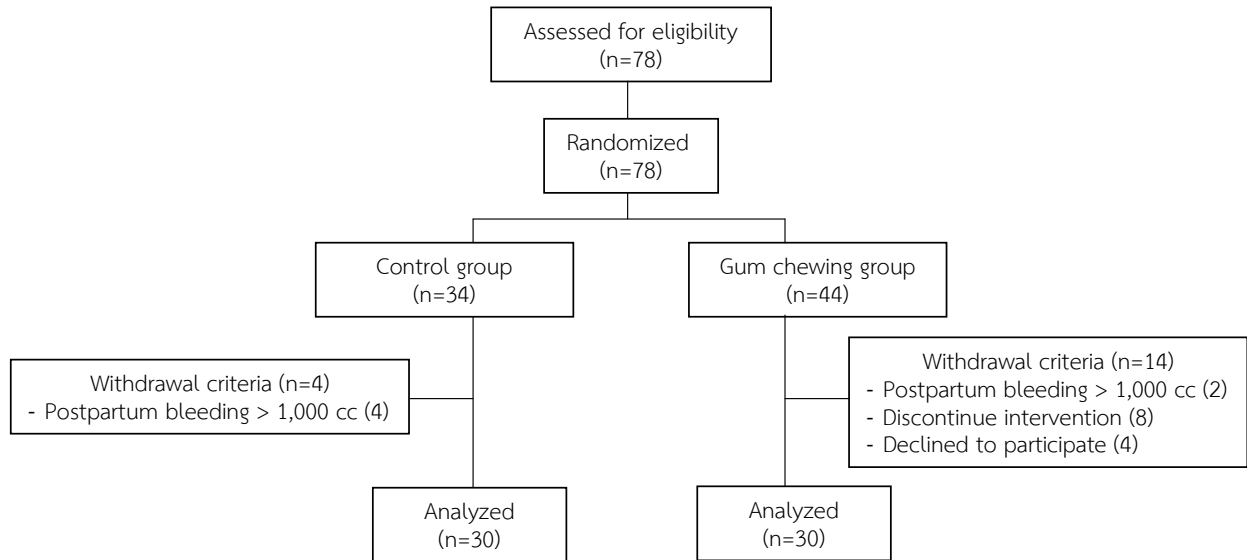 Assessed for eligibility
(n=78)
Randomized
(n=78)
Control group
(n=34)
Gum chewing group
(n=44)
Withdrawal criteria (n=4)
- Postpartum bleeding > 1,000 cc (4)
Withdrawal criteria (n=14)
- Postpartum bleeding > 1,000 cc (2)
- Discontinue intervention (8)
- Declined to participate (4)
Analyzed
(n=30)
Analyzed
(n=30)